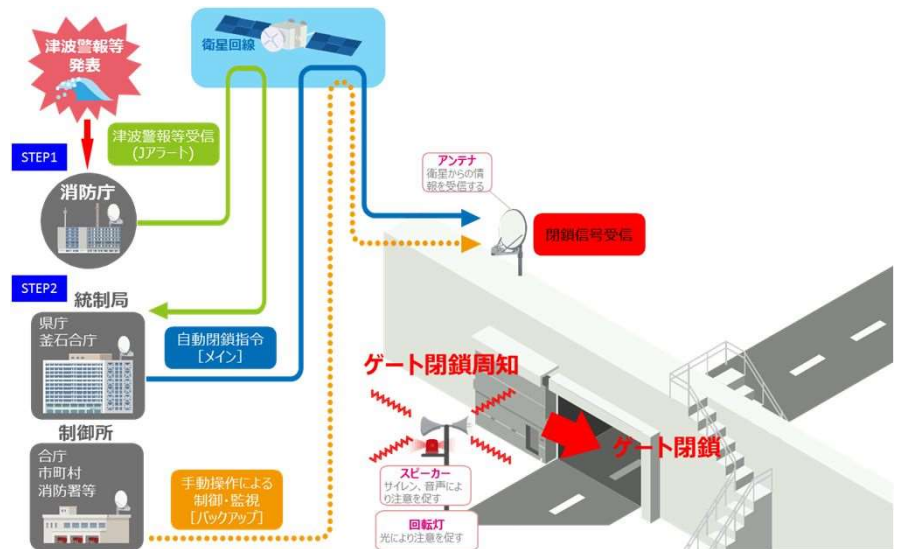 津波警報等
発表
衛星回線
津波警報等受信
(Jアラート)
STEP1
消防庁
アンテナ
衛星からの情
報を受信する
閉鎖信号受信
STEP2
統制局
県庁
釜石合庁
自動閉鎖指令
[メイン]
ゲート閉鎖周知
ゲート閉鎖
制御所
合庁
市町村
消防署等
手動操作による
制御・監視
[バックアップ]
スピーカー
サイレン、音声によ
り注意を促す
回転灯
光により注意を促す